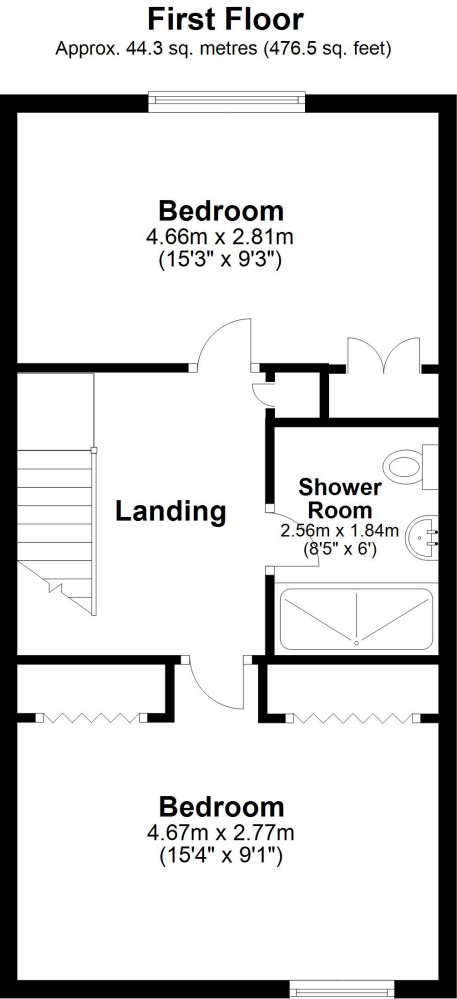 First Floor
Approx. 44.3 sq. metres (476.5 sq. feet)
Bedroom
4.66m x 2.81m
(15'3" x 9'3")
Landing
Shower
Room
2.56m x 1.84m
(8'5" x 6')
Bedroom
4.67m x 2.77m
(15'4" x 9'1")